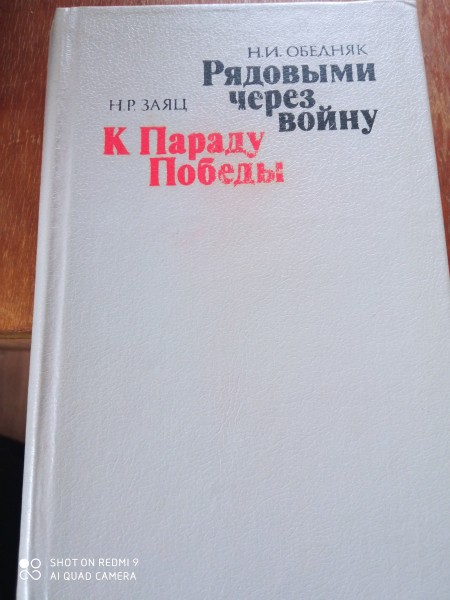 Н.И. ОБЕДНЯК
Рядовыми
через
войну
Н.Р. ЗАЯЦ
К Параду
Победы
SHOT ON REDMI 9
AI QUAD CAMERA